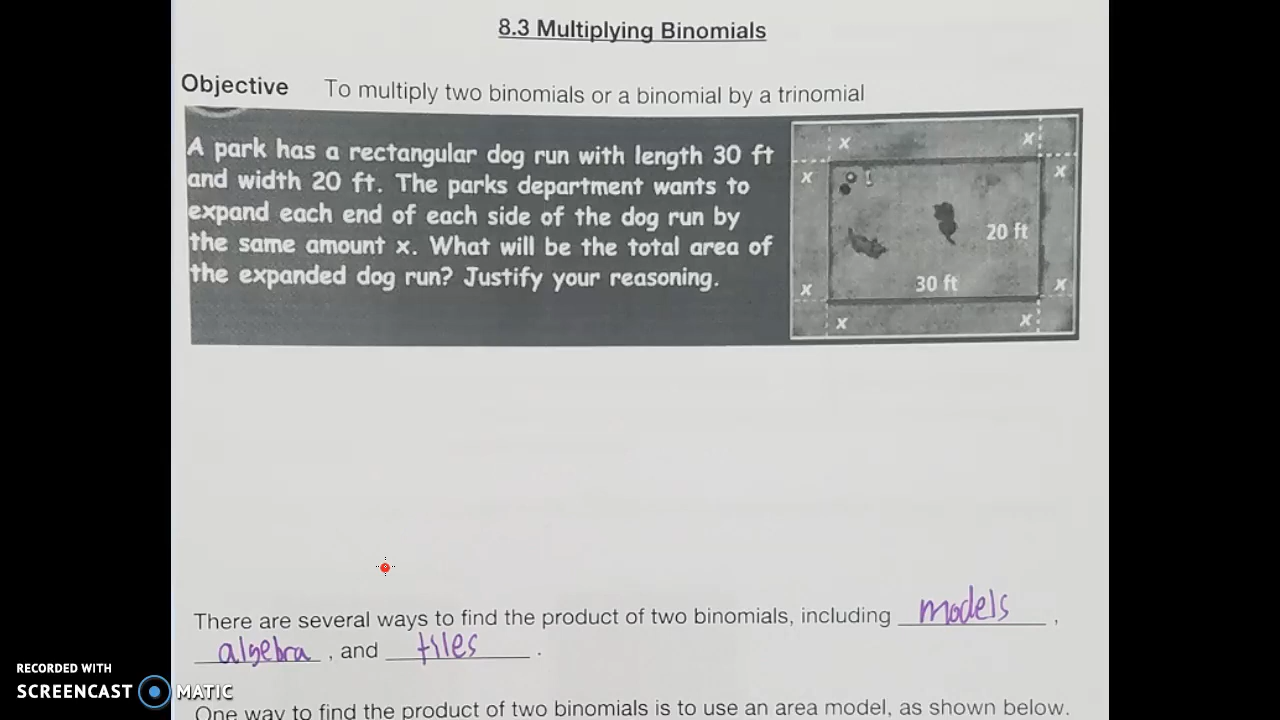 8.3 Multiplying Binomials
Objective To multiply two binomials or a binomial by a trinomial
A park has a rectangular dog run with length 30 ft
and width 20 ft. The parks department wants to
expand each end of each side of the dog run by
the same amount x. What will be the total area of
the expanded dog run? Justify your reasoning.
x x
x x
20 ft
30 ft
x x
x x
There are several ways to find the product of two binomials, including models ,
algebra , and tiles .
One way to find the product of two binomials is to use an area model, as shown below.
RECORDED WITH
SCREENCAST MATIC